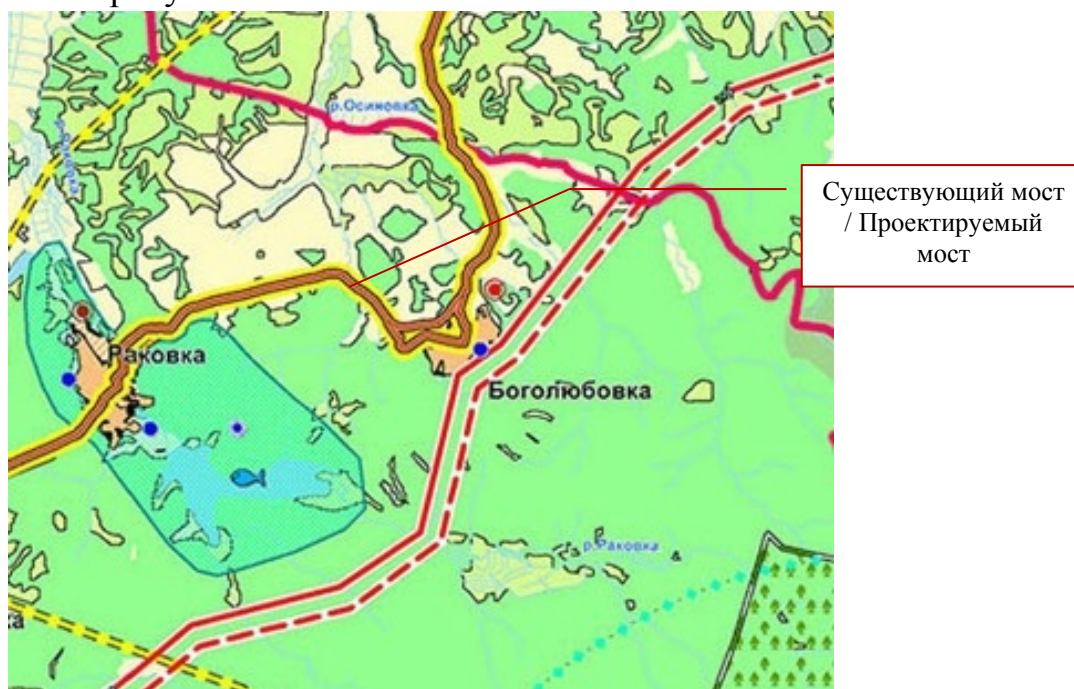 р.Осиновка
Существующий мост
/ Проектируемый
мост
Раковка
Боголюбовка
р.Раковка